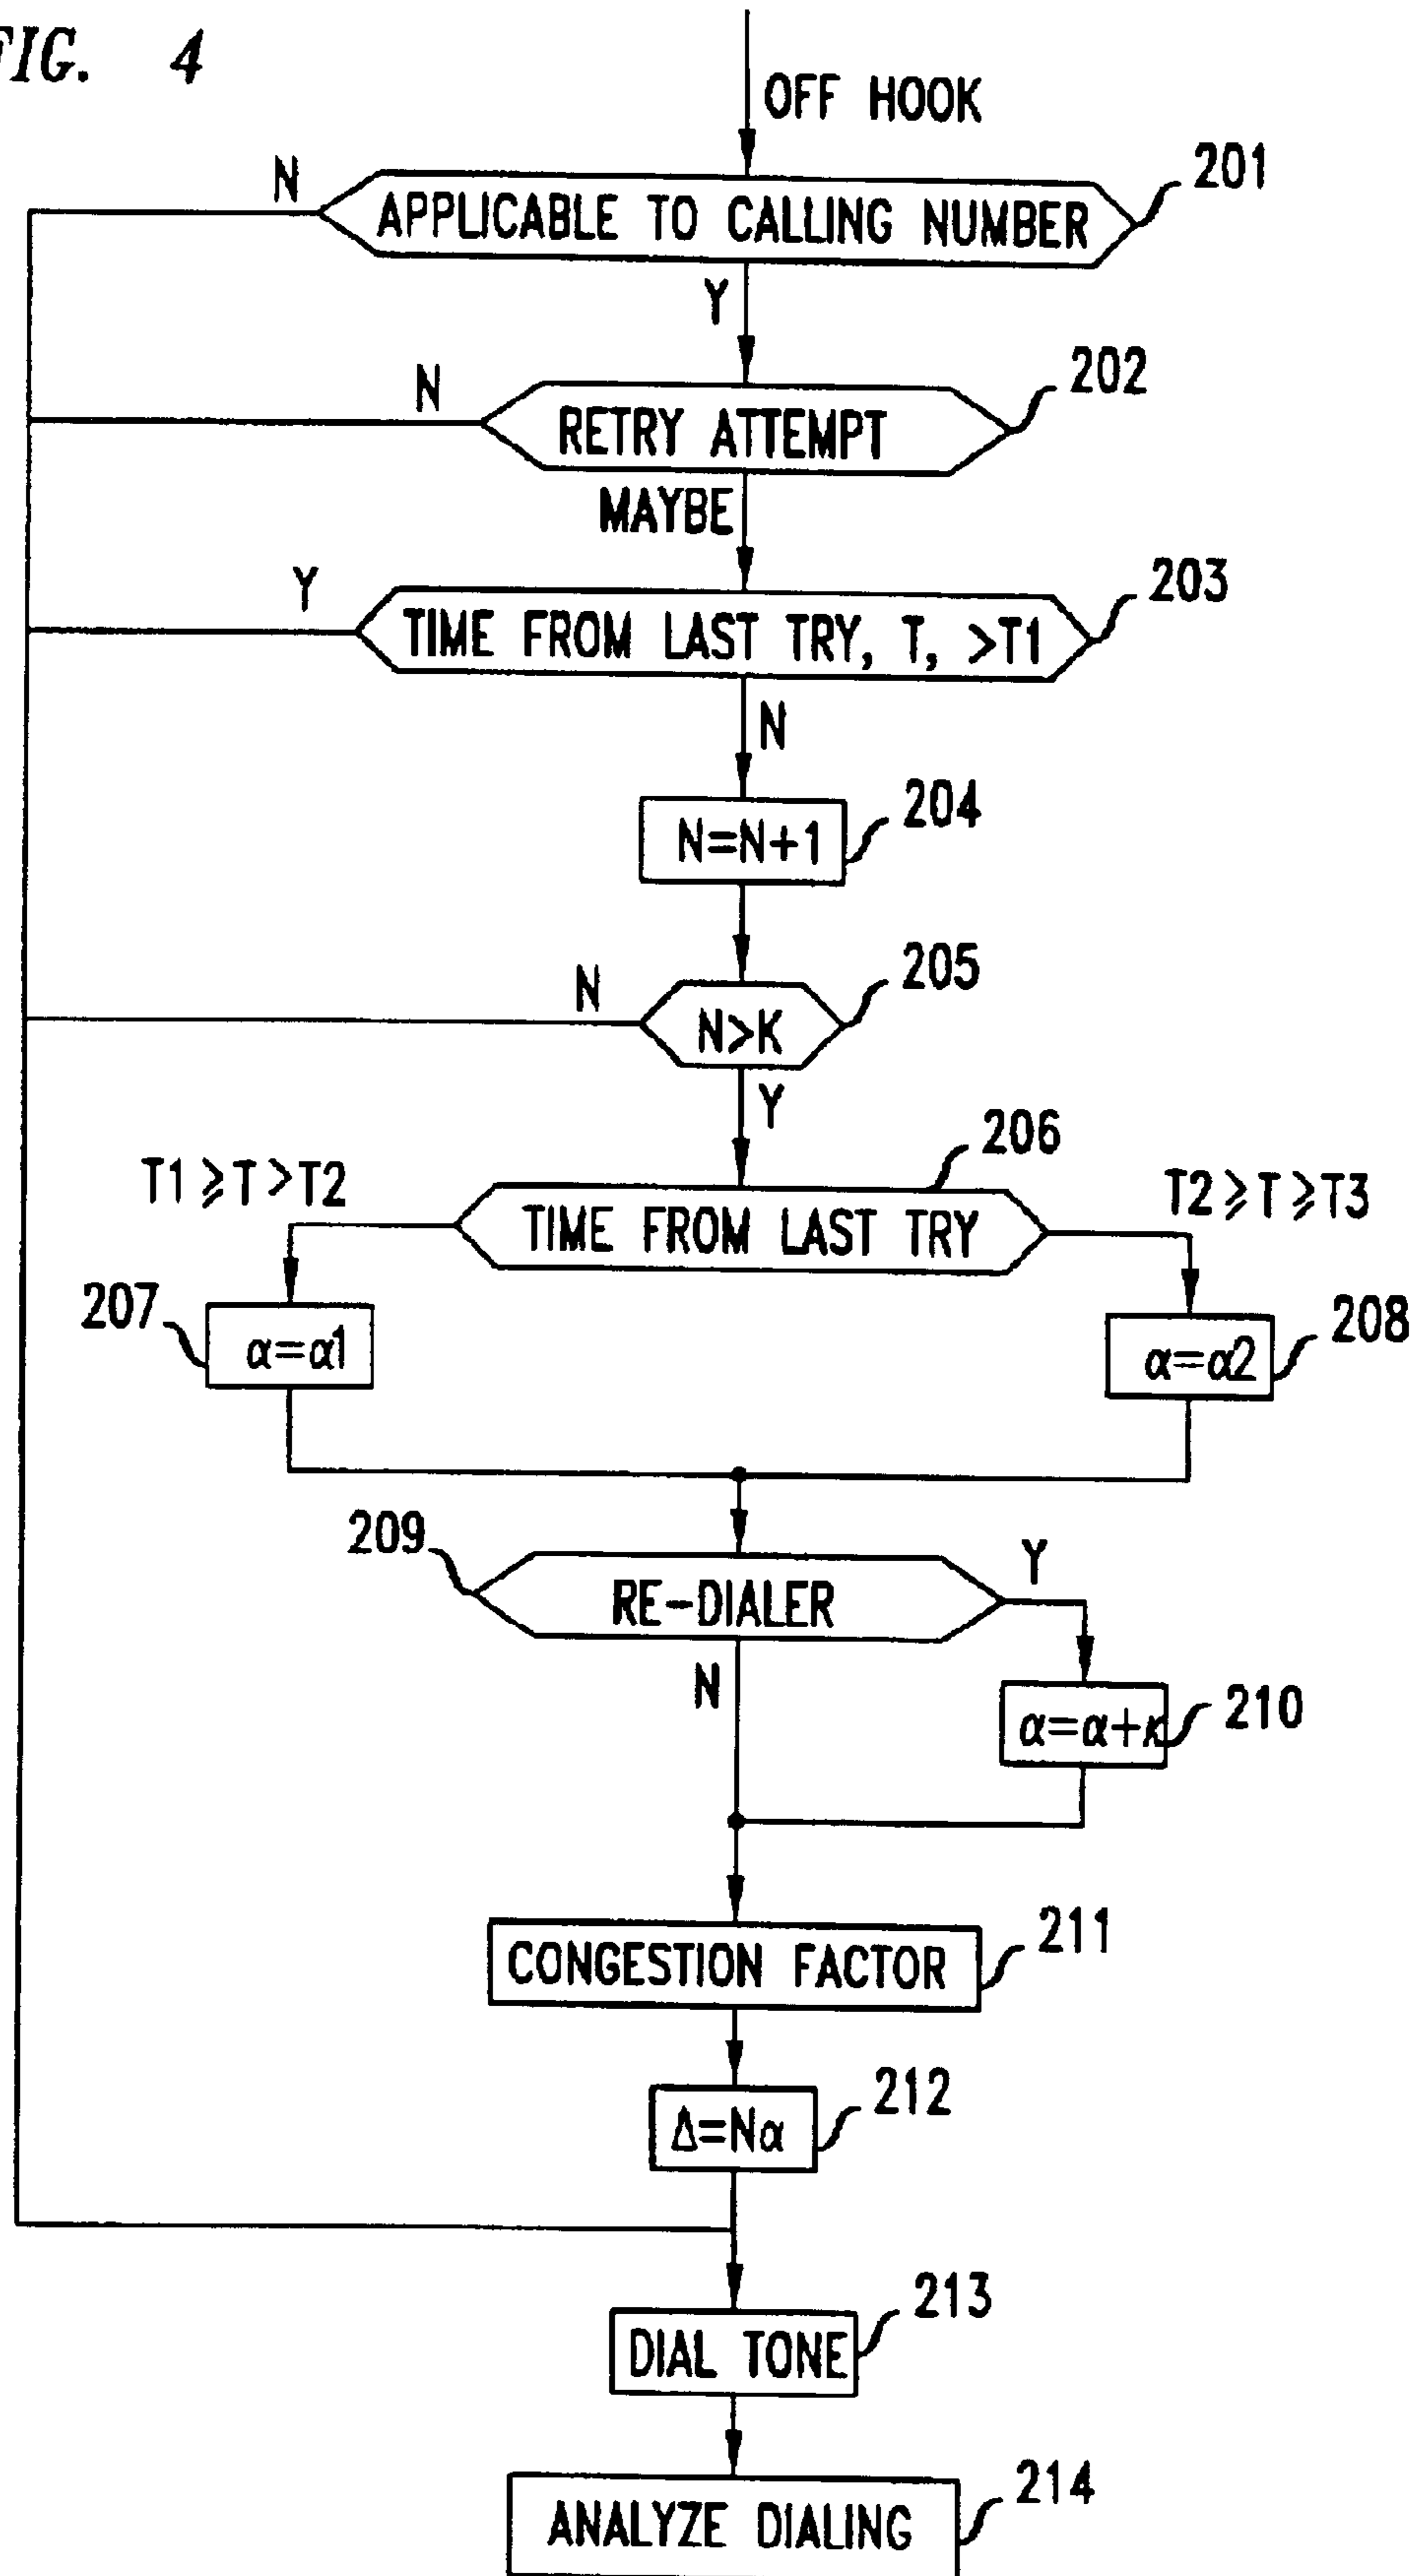 FIG. 4
OFF HOOK
N
APPLICABLE TO CALLING NUMBER
201
Y
N
RETRY ATTEMPT
202
MAYBE
Y
TIME FROM LAST TRY, T, >T1
203
N
N=N+1
204
N
N>K
205
Y
206
T1 ⩾T >T2
TIME FROM LAST TRY
T2 ⩾T ⩾T3
207
α=α1
α=α2
208
209
RE-DIALER
Y
N
α=α+κ
210
CONGESTION FACTOR
211
Δ=Nα
212
DIAL TONE
213
ANALYZE DIALING
214